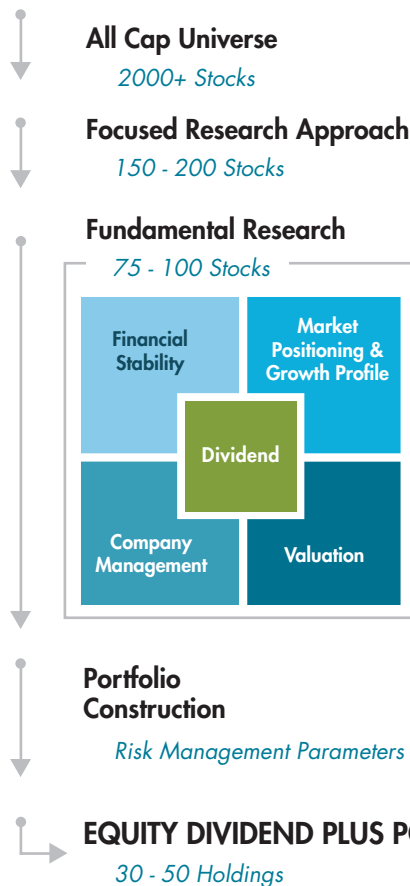 All Cap Universe
2000+ Stocks
Focused Research Approach
150 - 200 Stocks
Fundamental Research
75 - 100 Stocks
Financial
Stability
Market
Positioning &
Growth Profile
Dividend
Company
Management
Valuation
Portfolio
Construction
Risk Management Parameters
EQUITY DIVIDEND PLUS
30 - 50 Holdings